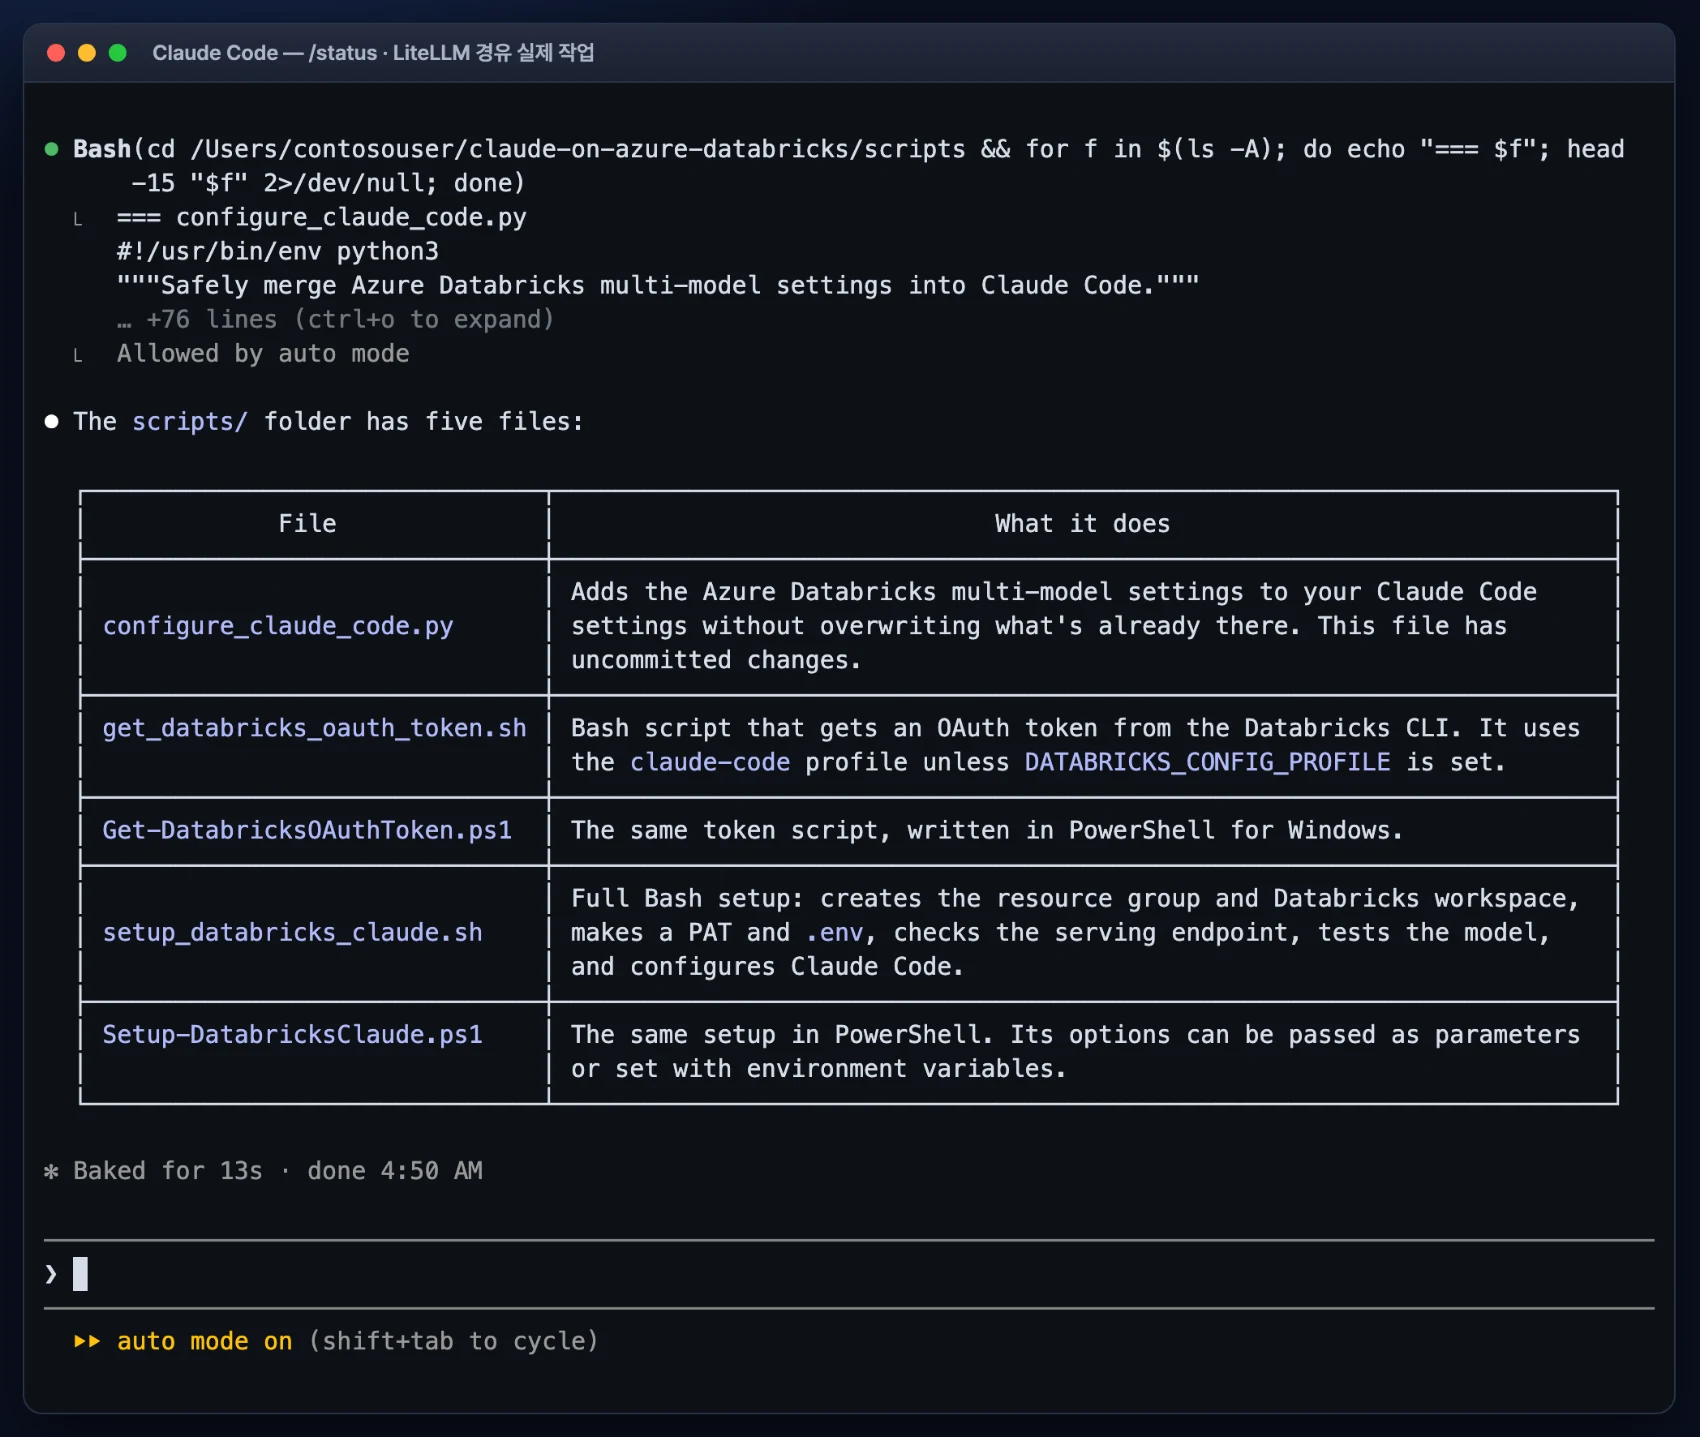 Claude Code — /status · LiteLLM 경유 실제 작업
● Bash(cd /Users/contosouser/claude-on-azure-databricks/scripts && for f in $(ls -A); do echo "=== $f"; head
-15 "$f" 2>/dev/null; done)
└ === configure_claude_code.py
#!/usr/bin/env python3
"""Safely merge Azure Databricks multi-model settings into Claude Code."""
… +76 lines (ctrl+o to expand)
└ Allowed by auto mode
● The scripts/ folder has five files:
File
What it does
configure_claude_code.py
Adds the Azure Databricks multi-model settings to your Claude Code
settings without overwriting what's already there. This file has
uncommitted changes.
get_databricks_oauth_token.sh
Bash script that gets an OAuth token from the Databricks CLI. It uses
the claude-code profile unless DATABRICKS_CONFIG_PROFILE is set.
Get-DatabricksOAuthToken.ps1
The same token script, written in PowerShell for Windows.
setup_databricks_claude.sh
Full Bash setup: creates the resource group and Databricks workspace,
makes a PAT and .env, checks the serving endpoint, tests the model,
and configures Claude Code.
Setup-DatabricksClaude.ps1
The same setup in PowerShell. Its options can be passed as parameters
or set with environment variables.
✻ Baked for 13s · done 4:50 AM
❯
⏵⏵ auto mode on (shift+tab to cycle)